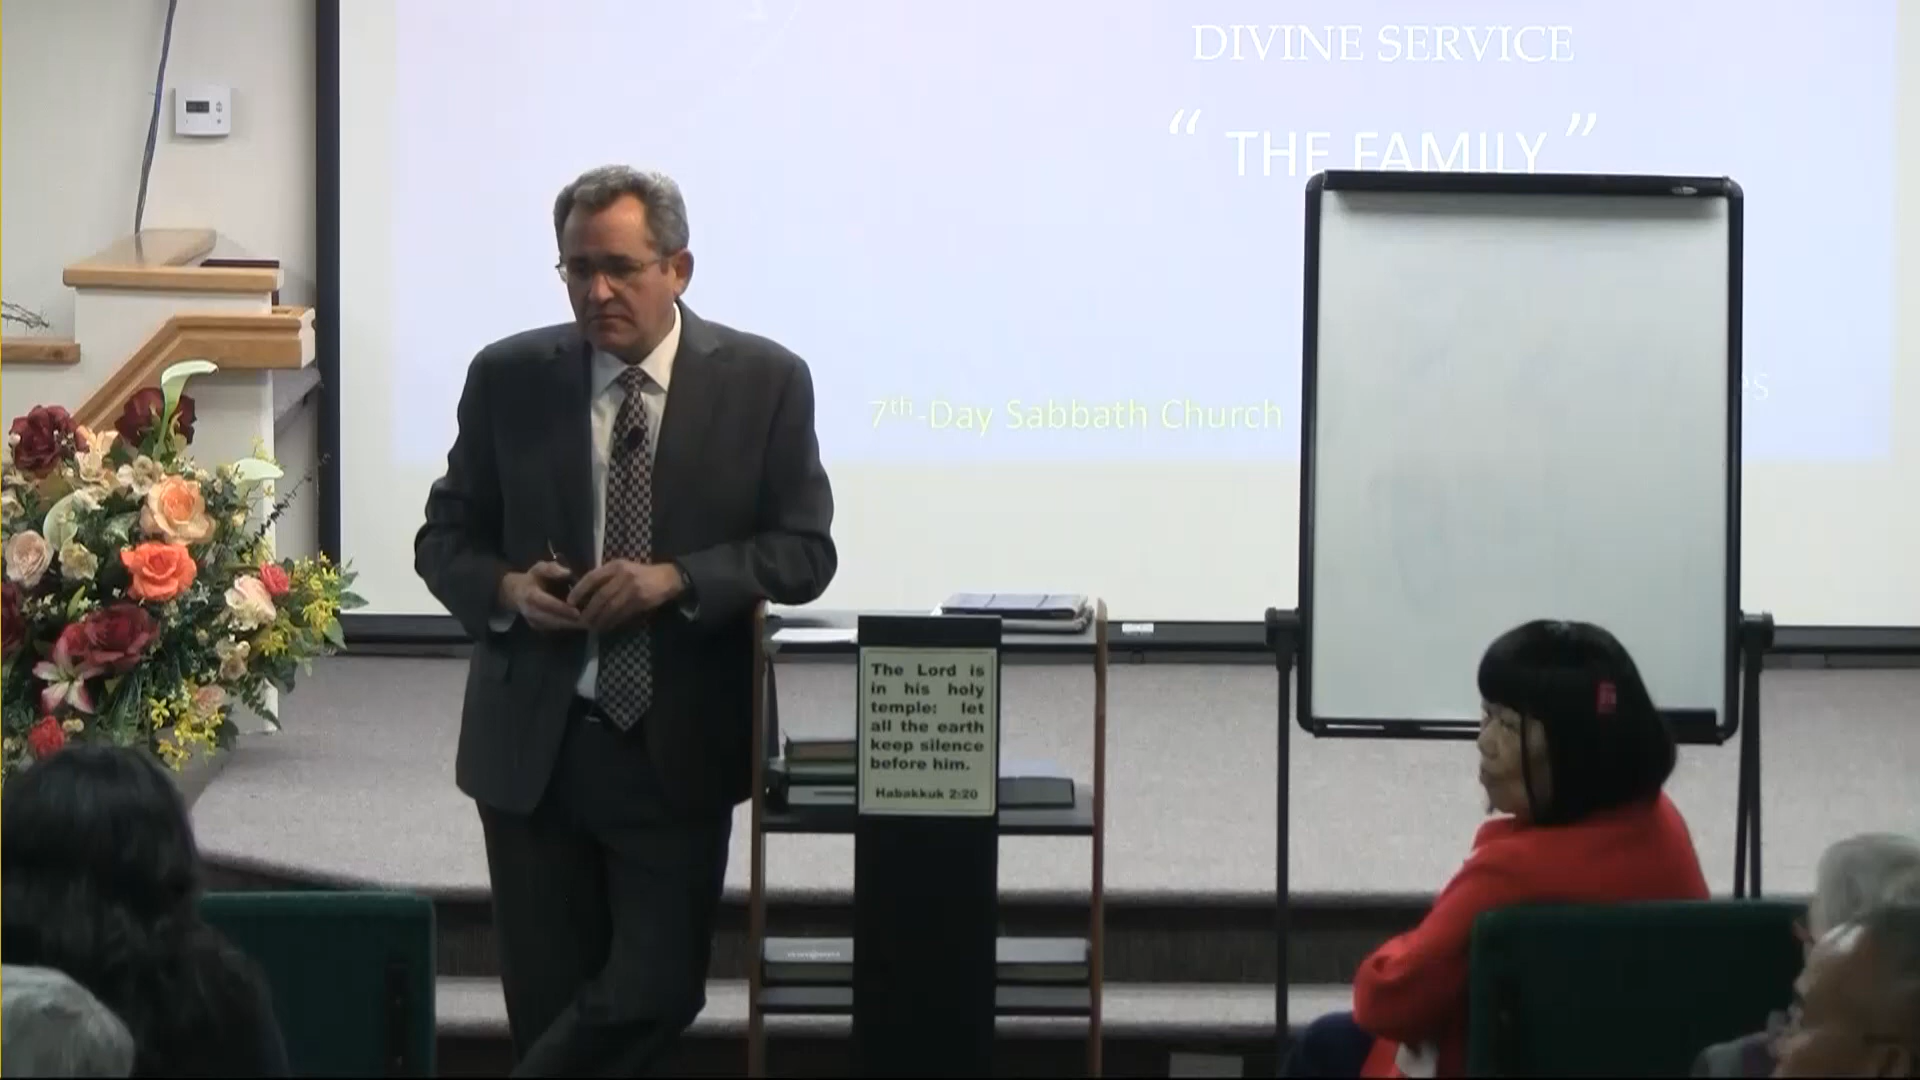 DIVINE SERVICE
“ THE FAMILY ”
7th-Day Sabbath Church
es
The Lord is
in his holy
temple: let
all the earth
keep silence
before him.
Habakkuk 2:20